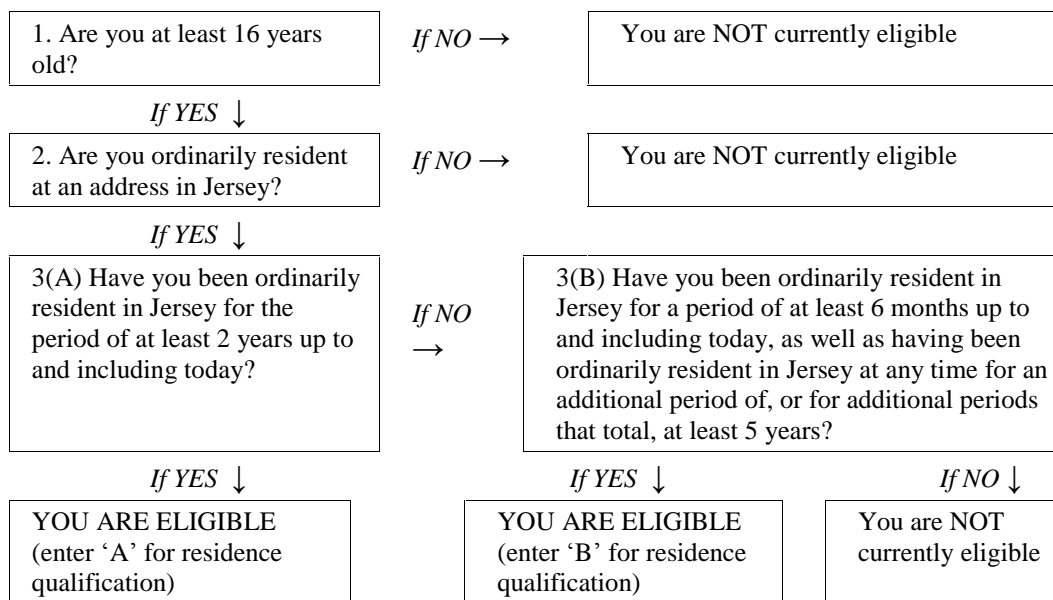 1. Are you at least 16 years
old?
If NO →
You are NOT currently eligible
If YES ↓
2. Are you ordinarily resident
at an address in Jersey?
If NO →
You are NOT currently eligible
If YES ↓
3(A) Have you been ordinarily
resident in Jersey for the
period of at least 2 years up to
and including today?
If NO
→
3(B) Have you been ordinarily resident in
Jersey for a period of at least 6 months up to
and including today, as well as having been
ordinarily resident in Jersey at any time for an
additional period of, or for additional periods
that total, at least 5 years?
If YES ↓
If YES ↓
If NO ↓
YOU ARE ELIGIBLE
(enter ‘A’ for residence
qualification)
YOU ARE ELIGIBLE
(enter ‘B’ for residence
qualification)
You are NOT
currently eligible